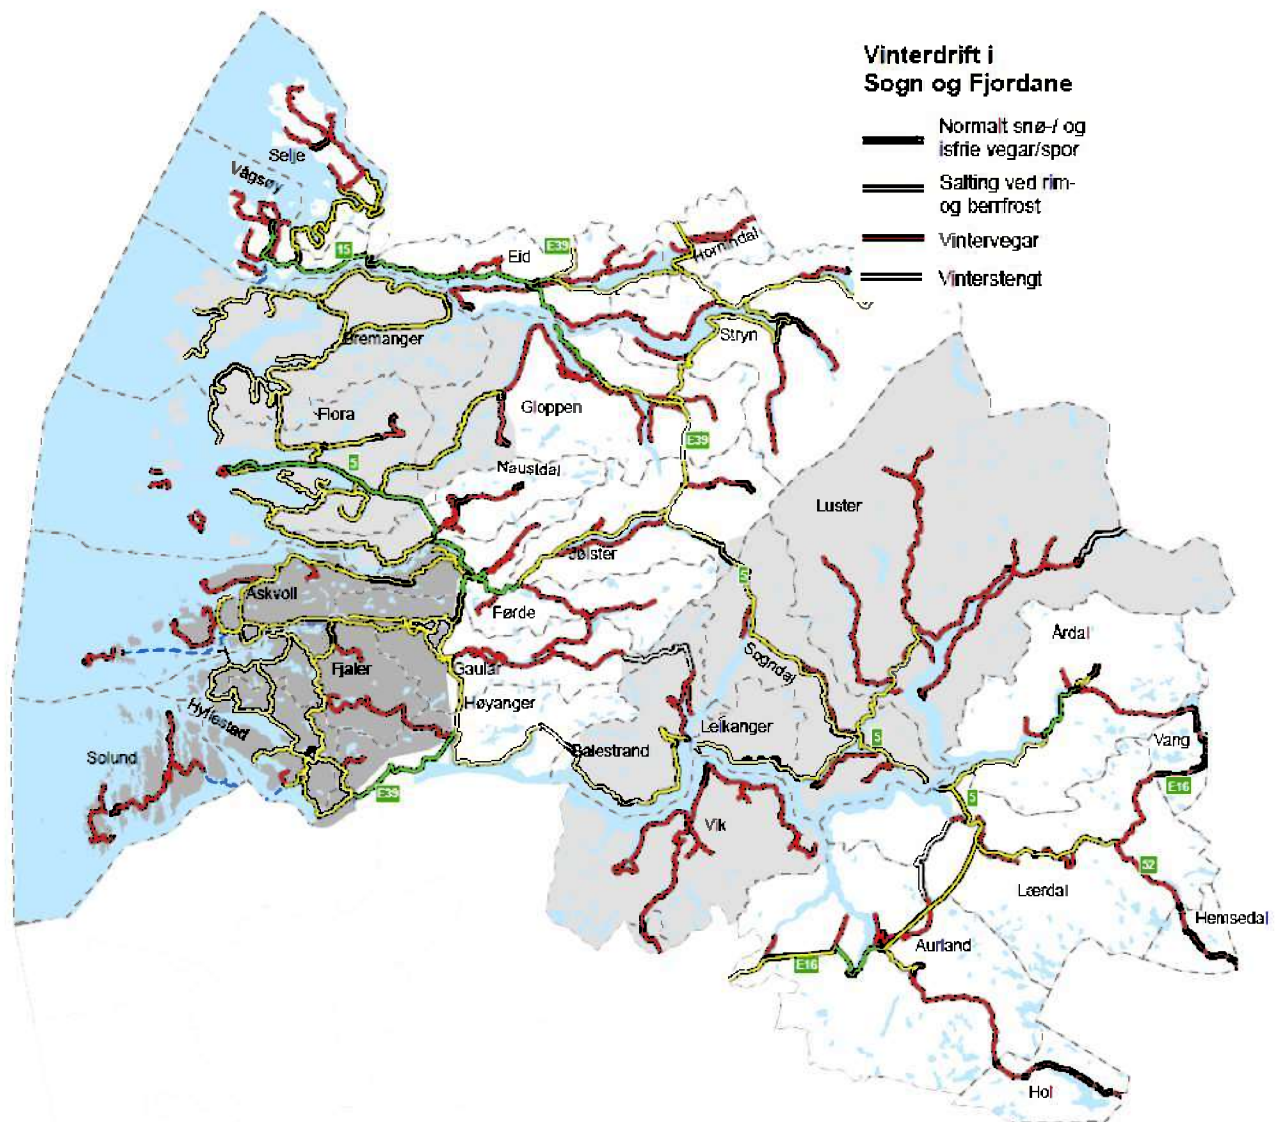 Vinterdrift i
Sogn og Fjordane
Normalt snø-/ og
isfrie vegar/spor
Salting ved rim-
og berrfrost
Vintervegar
Vinterstengt
Selje
Vågsøy
15
Eid
E39
Hornindal
Bremanger
Stryn
Flora
Gloppen
5
E39
Naustdal
Luster
Jølster
5
Askvoll
Førde
Årdal
Fjaler
Gaular
Sogndal
Høyanger
Hyllestad
Leikanger
5
Vang
Solund
Balestrand
E39
5
E16
Vik
52
Lærdal
Hemsedal
Aurland
E16
Hol